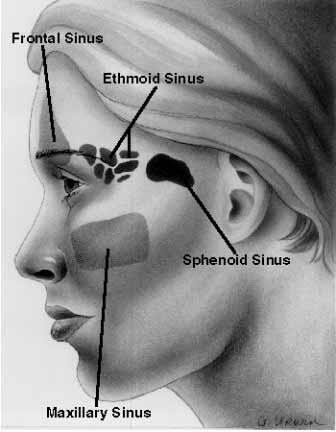 Frontal Sinus
Ethmoid Sinus
Sphenoid Sinus
Maxillary Sinus